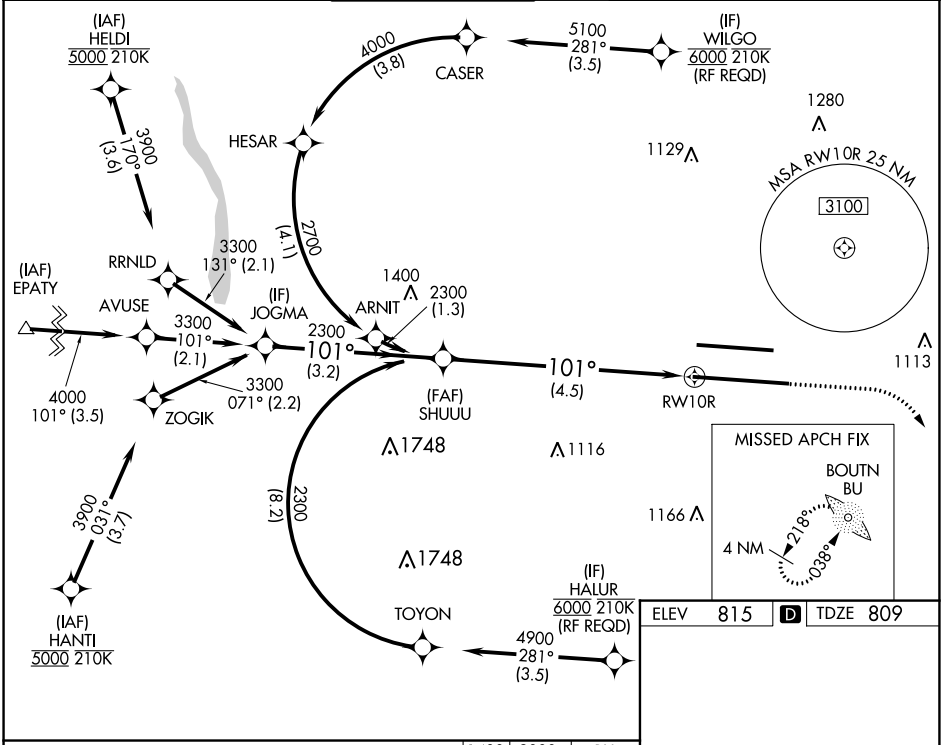 (IAF)
HELDI
5000 210K
3900
170°
(3.6)
4000
(3.8)
CASER
5100
281°
(3.5)
(IF)
WILGO
6000 210K
(RF REQD)
HESAR
1280
1129
MSA RW10R 25 NM
3100
2700
(4.1)
RRNLD
3300
131° (2.1)
(IAF)
EPATY
AVUSE
3300
101°
(2.1)
(IF)
JOGMA
2300
101°
(3.2)
1400
ARNIT
2300
(1.3)
1113
4000
101° (3.5)
ZOGIK
3300
071° (2.2)
(FAF)
SHUUU
101°
(4.5)
RW10R
1748
1116
MISSED APCH FIX
BOUTN
BU
218°
4 NM
038°
3900
031°
(3.7)
2300
(8.2)
1166
1748
(IAF)
HANTI
5000 210K
TOYON
4900
281°
(3.5)
(IF)
HALUR
6000 210K
(RF REQD)
ELEV 815 D TDZE 809